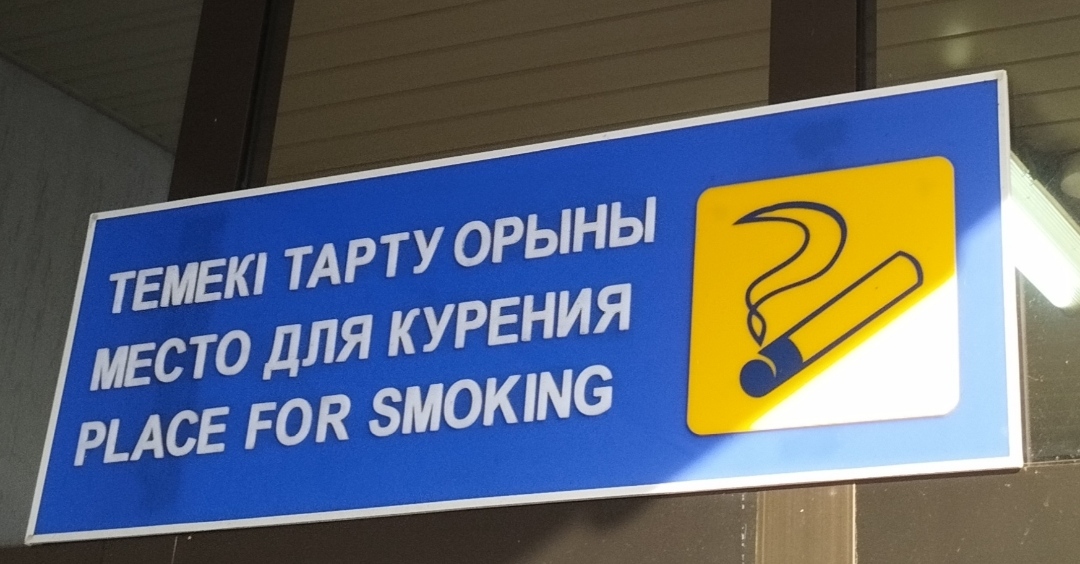 ТЕМЕКІ ТАРТУ ОРЫНЫ
МЕСТО ДЛЯ КУРЕНИЯ
PLACE FOR SMOKING